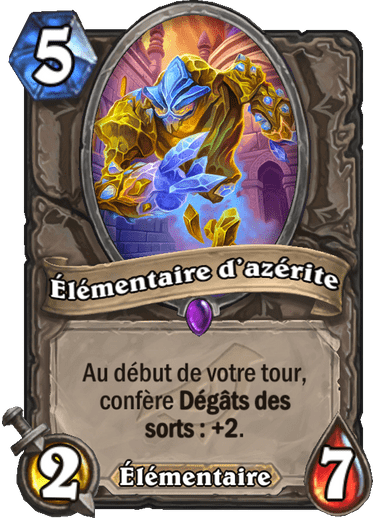 5
Élémentaire d'azérite
Au début de votre tour,
confère Dégâts des
sorts : +2.
2
Élémentaire
7